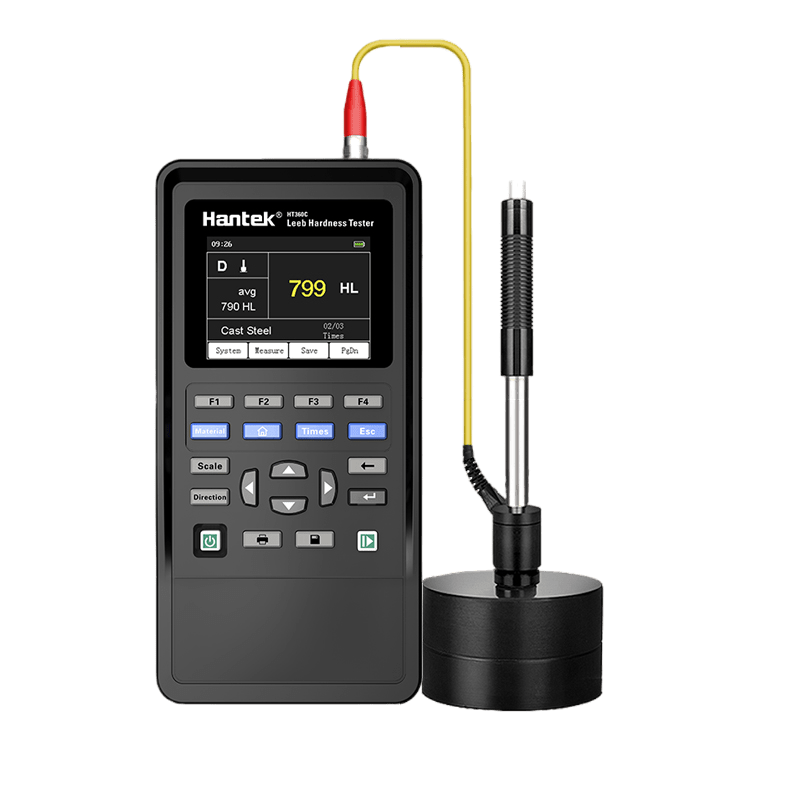 Hantek® HT360C
Leeb Hardness Tester
09:26
D
799 HL
avg
790 HL
Cast Steel
02/03
Times
System Measure Save PgDn
F1 F2 F3 F4
Material Times Esc
Scale
Direction